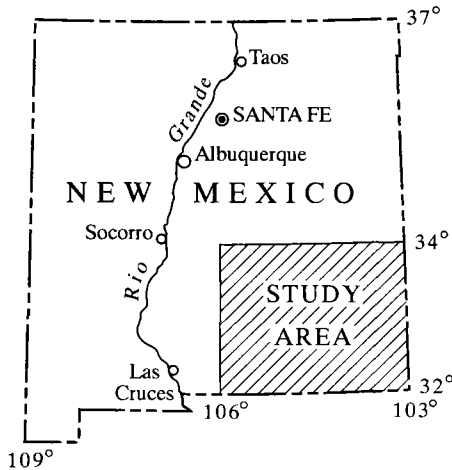 37°
Taos
Grande
SANTA FE
Albuquerque
NEW MEXICO
Socorro
34°
Rio
STUDY
AREA
Las
Cruces
32°
106°
103°
109°